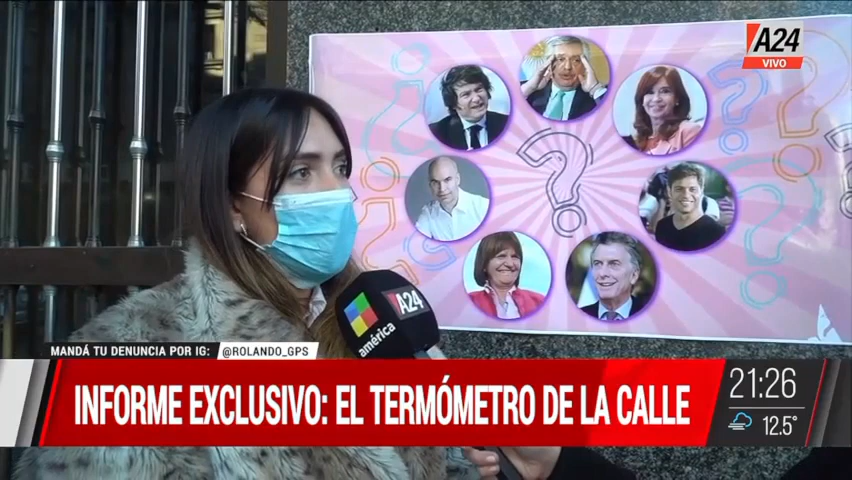 A24
VIVO
?
A24
américa
MANDÁ TU DENUNCIA POR IG: @ROLANDO_GPS
INFORME EXCLUSIVO: EL TERMÓMETRO DE LA CALLE
21:26
12.5°